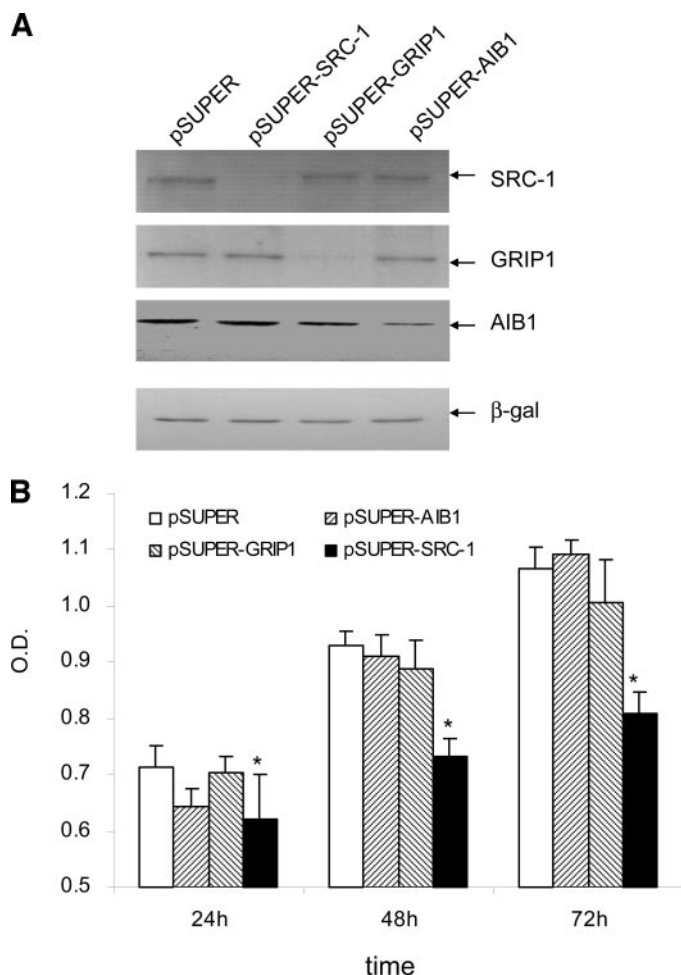 A
pSUPER
pSUPER-SRC-1
pSUPER-GRIP1
pSUPER-AIB1
SRC-1
GRIP1
AIB1
β-gal
B
1.2
1.1
1.0
0.9
0.8
0.7
0.6
0.5
O.D.
pSUPER
pSUPER-AIB1
pSUPER-GRIP1
pSUPER-SRC-1
*
*
*
24h
48h
72h
time